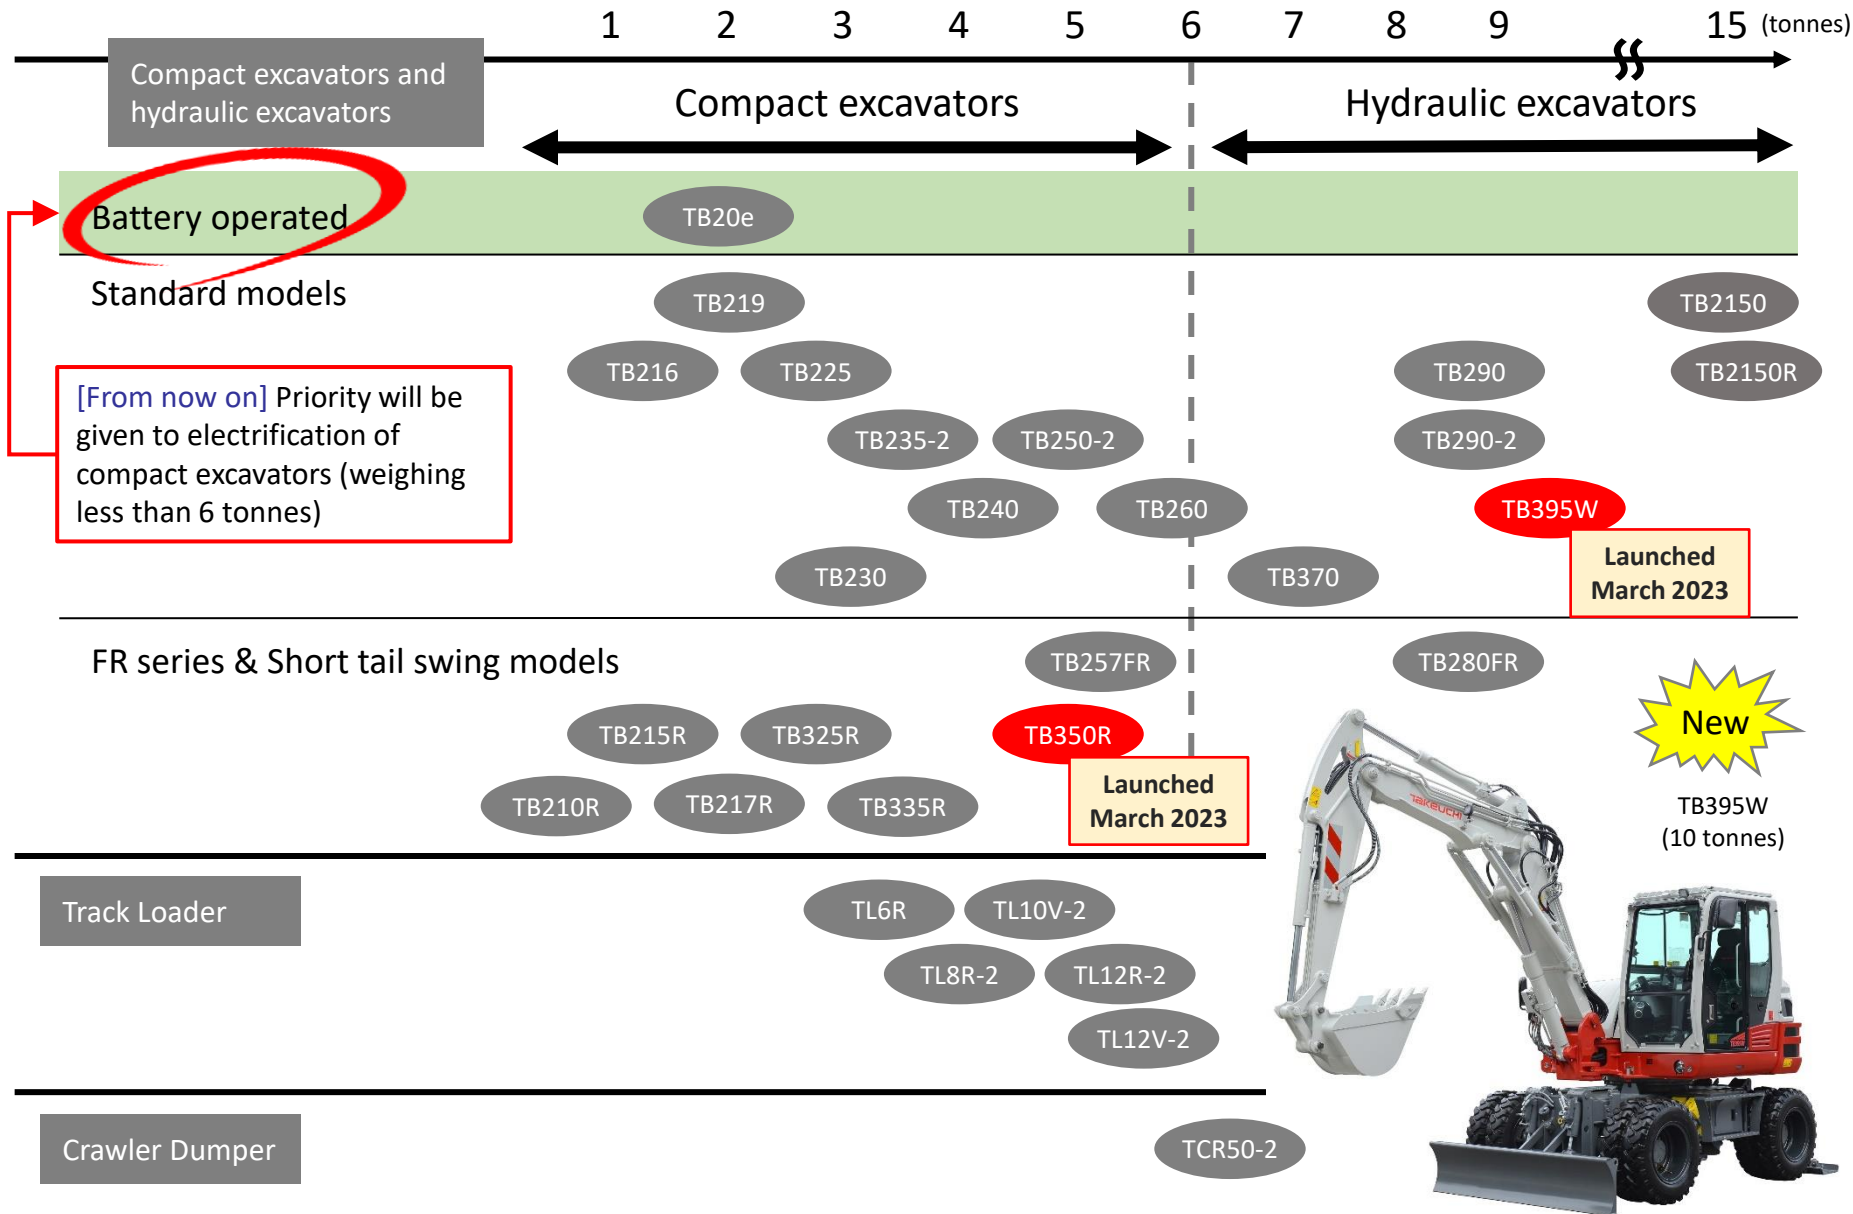 1 2 3 4 5 6 7 8 9 15 (tonnes)
Compact excavators and
hydraulic excavators
Compact excavators
Hydraulic excavators
Battery operated
TB20e
Standard models
TB219
TB2150
TB216
TB225
TB290
TB2150R
[From now on] Priority will be
given to electrification of
compact excavators (weighing
less than 6 tonnes)
TB235-2
TB250-2
TB290-2
TB240
TB260
TB395W
Launched
March 2023
TB230
TB370
FR series & Short tail swing models
TB257FR
TB280FR
TB215R
TB325R
TB350R
Launched
March 2023
TB210R
TB217R
TB335R
New
TB395W
(10 tonnes)
TAKEUCHI
Track Loader
TL6R
TL10V-2
TL8R-2
TL12R-2
TL12V-2
Crawler Dumper
TCR50-2